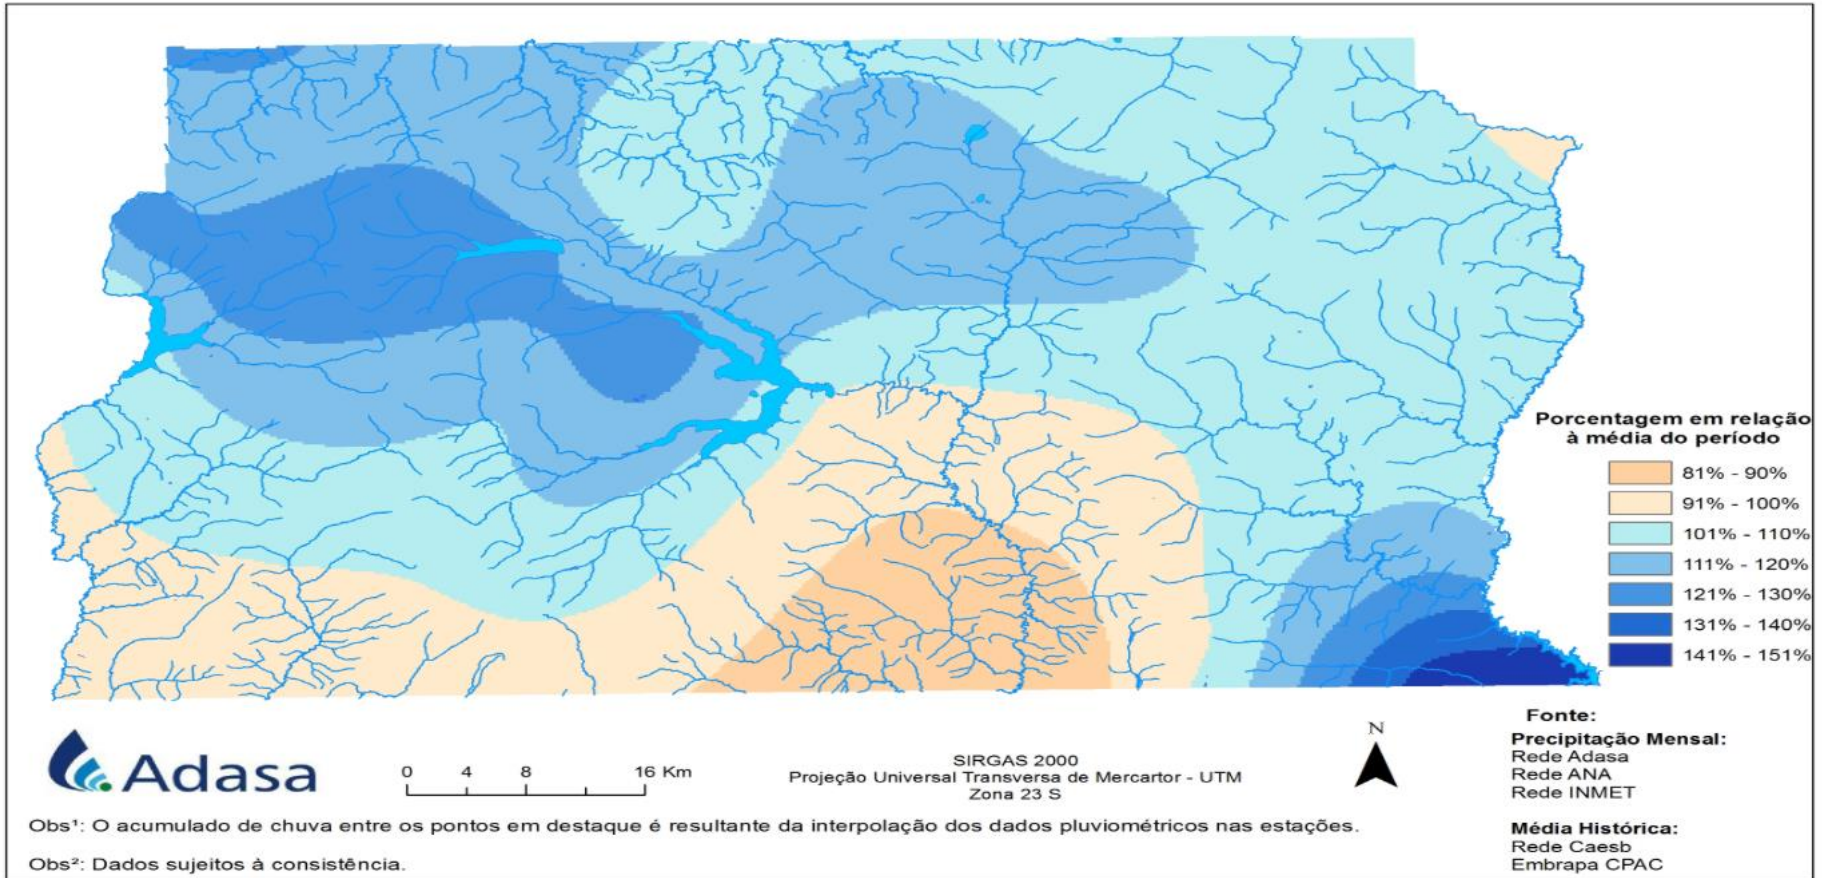 Porcentagem em relação
à média do período
81% - 90%
91% - 100%
101% - 110%
111% - 120%
121% - 130%
131% - 140%
141% - 151%
Adasa
0 4 8 16 Km
SIRGAS 2000
Projeção Universal Transversa de Mercartor - UTM
Zona 23 S
N
Fonte:
Precipitação Mensal:
Rede Adasa
Rede ANA
Rede INMET
Média Histórica:
Rede Caesb
Embrapa CPAC
Obs¹: O acumulado de chuva entre os pontos em destaque é resultante da interpolação dos dados pluviométricos nas estações.
Obs²: Dados sujeitos à consistência.